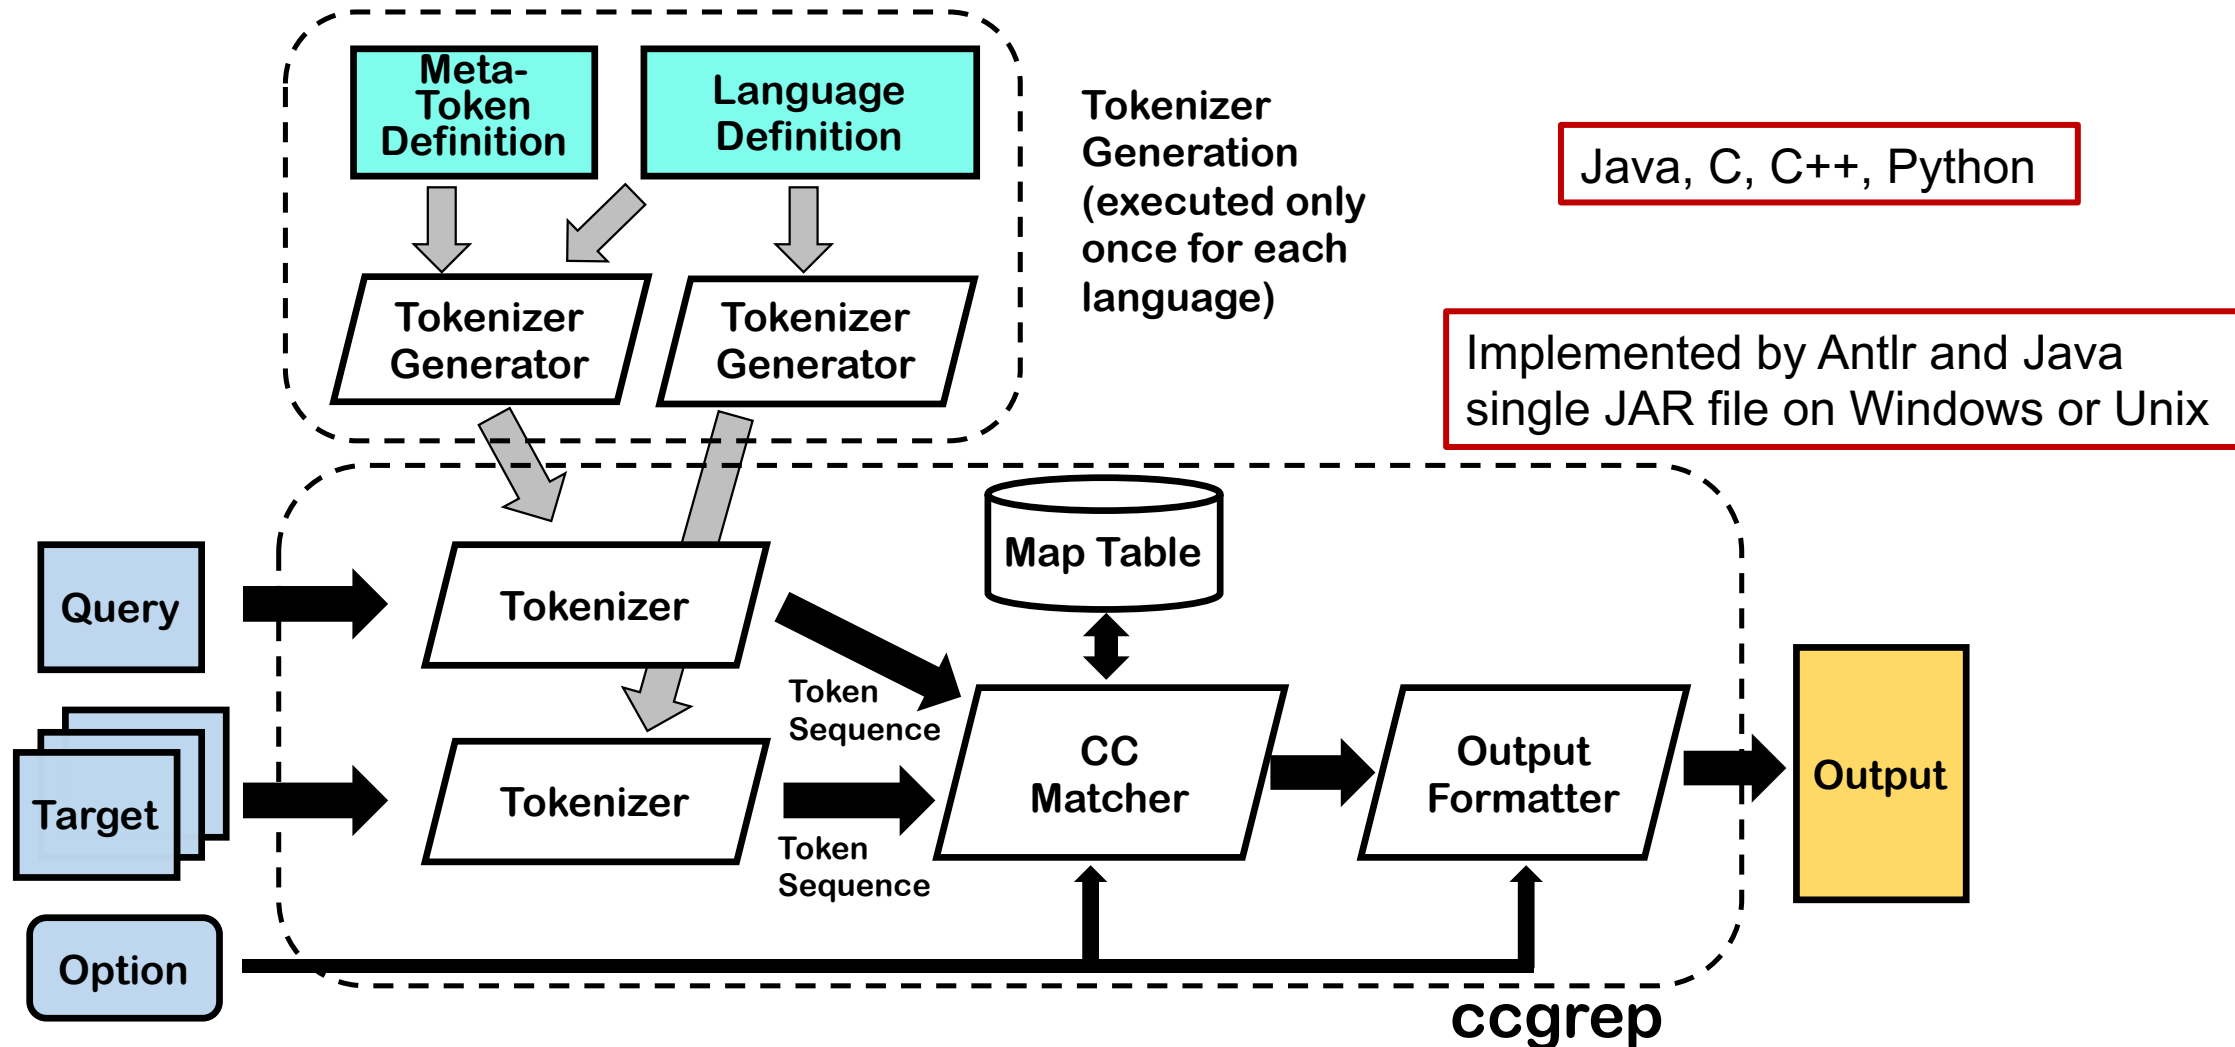 Meta-
Token
Definition
Language
Definition
Tokenizer
Generation
(executed only
once for each
language)
Java, C, C++, Python
Tokenizer
Generator
Tokenizer
Generator
Implemented by Antlr and Java
single JAR file on Windows or Unix
Map Table
Query
Tokenizer
Token
Sequence
Target
Tokenizer
Token
Sequence
CC
Matcher
Output
Formatter
Output
Option
ccgrep